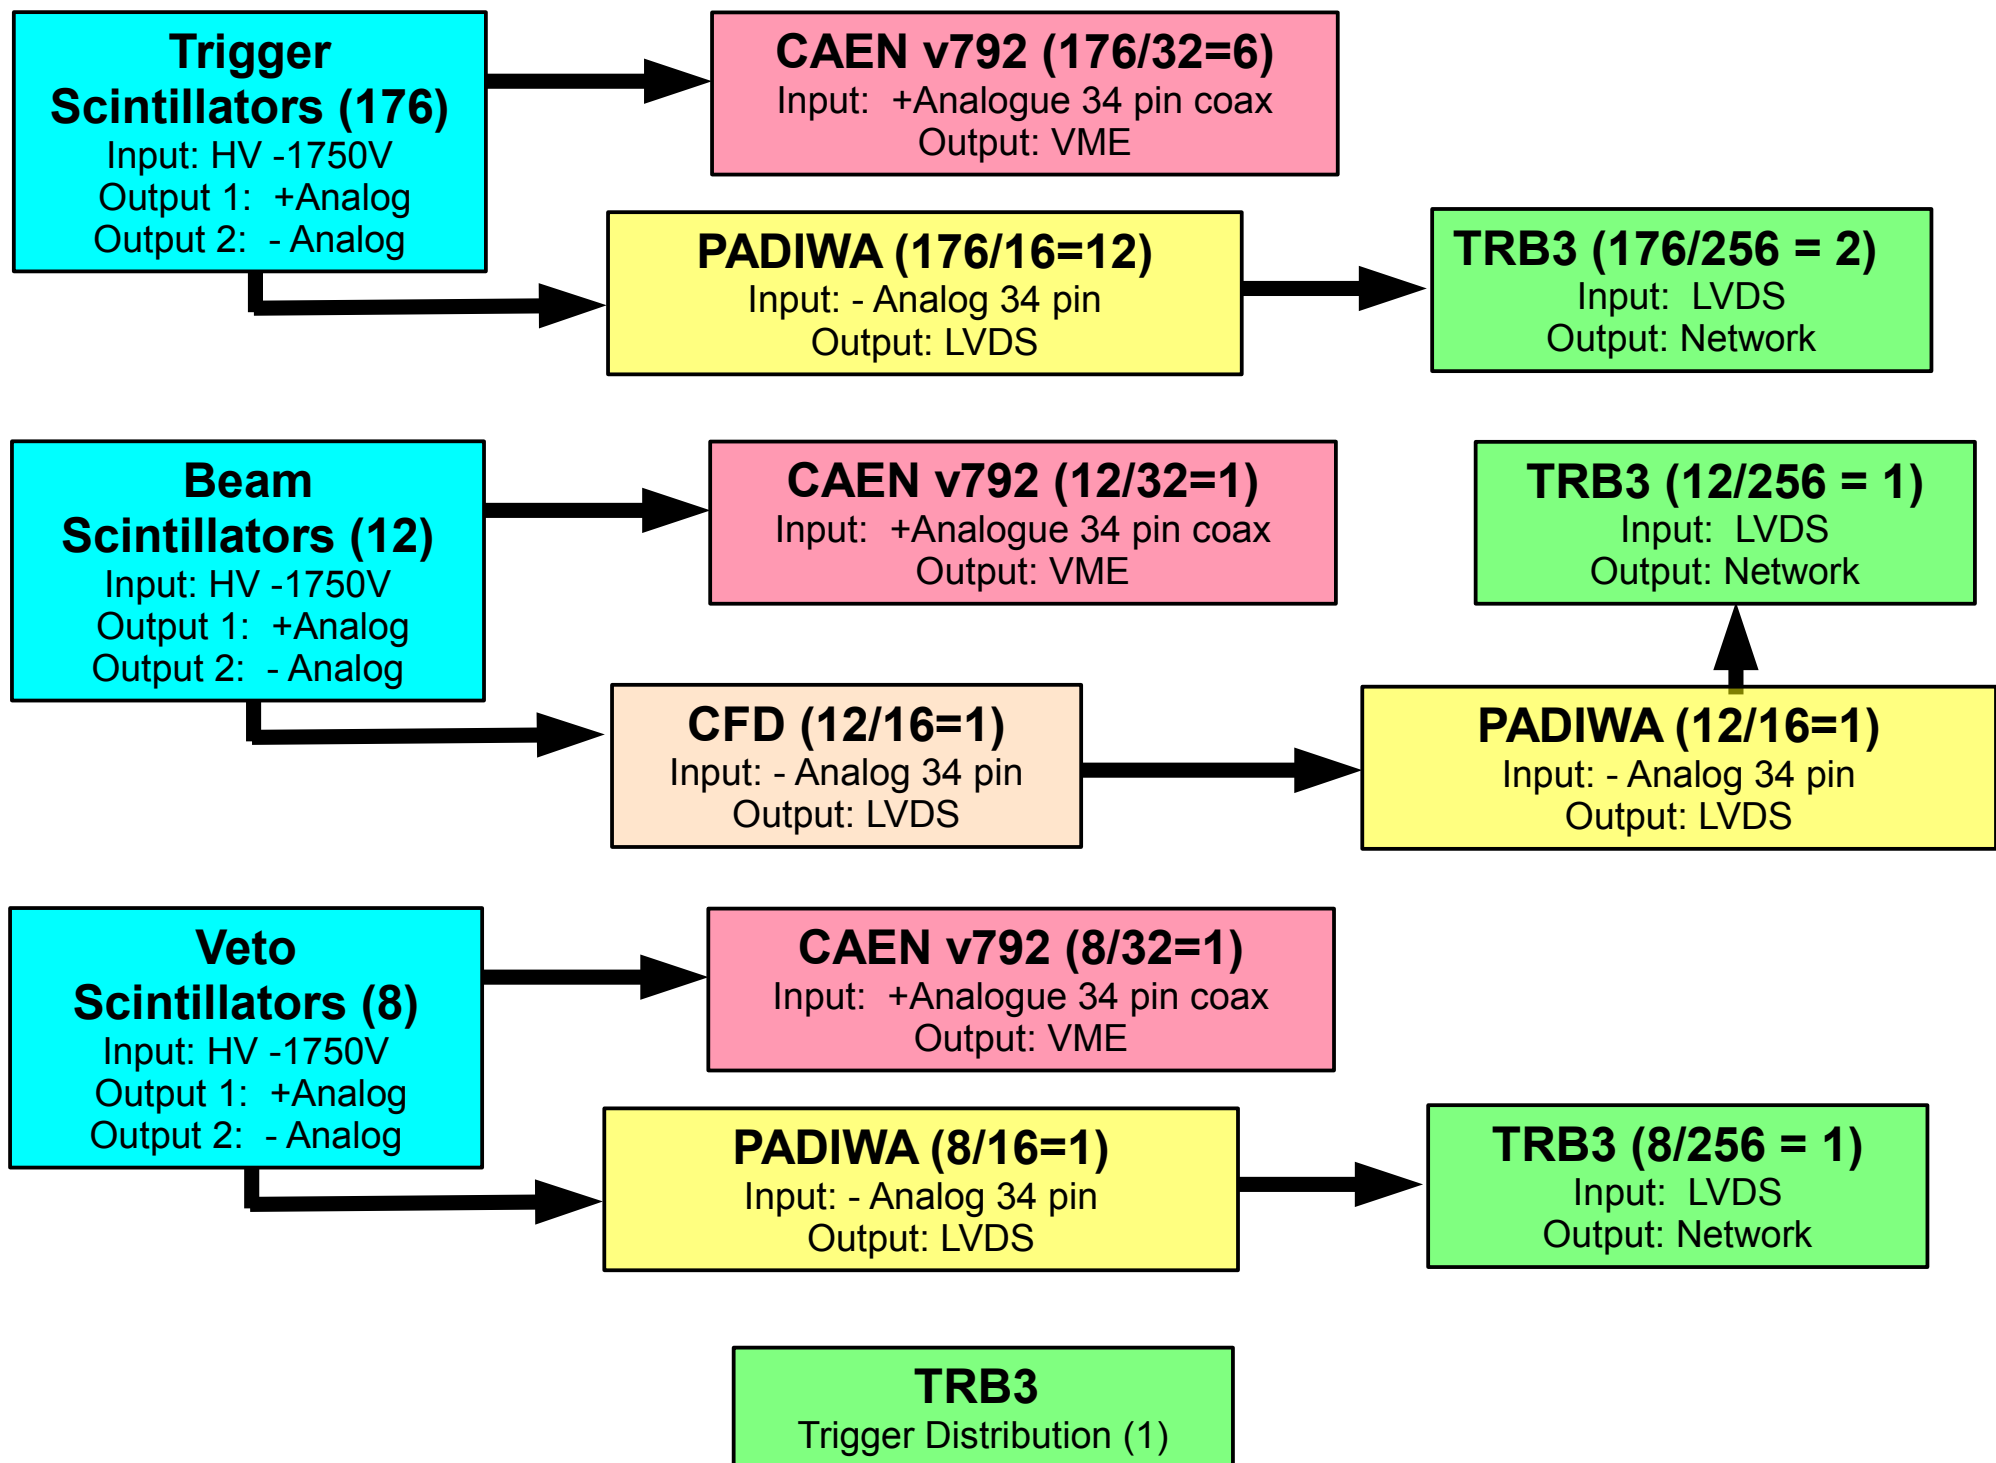 Trigger
Scintillators (176)
Input: HV -1750V
Output 1:  +Analog
Output 2:  - Analog
CAEN v792 (176/32=6)
Input:  +Analogue 34 pin coax
Output: VME
PADIWA (176/16=12)
Input: - Analog 34 pin
Output: LVDS
TRB3 (176/256 = 2)
Input:  LVDS
Output: Network
Beam
Scintillators (12)
Input: HV -1750V
Output 1:  +Analog
Output 2:  - Analog
CAEN v792 (12/32=1)
Input:  +Analogue 34 pin coax
Output: VME
TRB3 (12/256 = 1)
Input:  LVDS
Output: Network
CFD (12/16=1)
Input: - Analog 34 pin
Output: LVDS
PADIWA (12/16=1)
Input: - Analog 34 pin
Output: LVDS
Veto
Scintillators (8)
Input: HV -1750V
Output 1:  +Analog
Output 2:  - Analog
CAEN v792 (8/32=1)
Input:  +Analogue 34 pin coax
Output: VME
PADIWA (8/16=1)
Input: - Analog 34 pin
Output: LVDS
TRB3 (8/256 = 1)
Input:  LVDS
Output: Network
TRB3
Trigger Distribution (1)